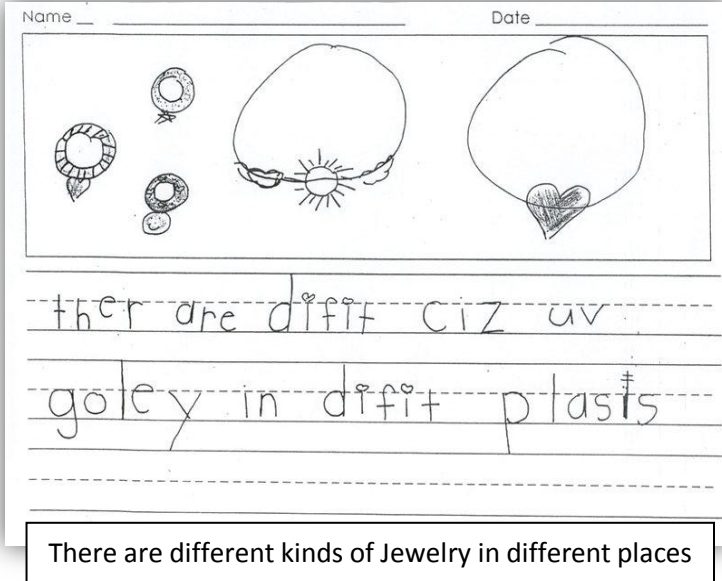 Name Date
ther are difit ciz uv
goley in difit plasis
There are different kinds of Jewelry in different places